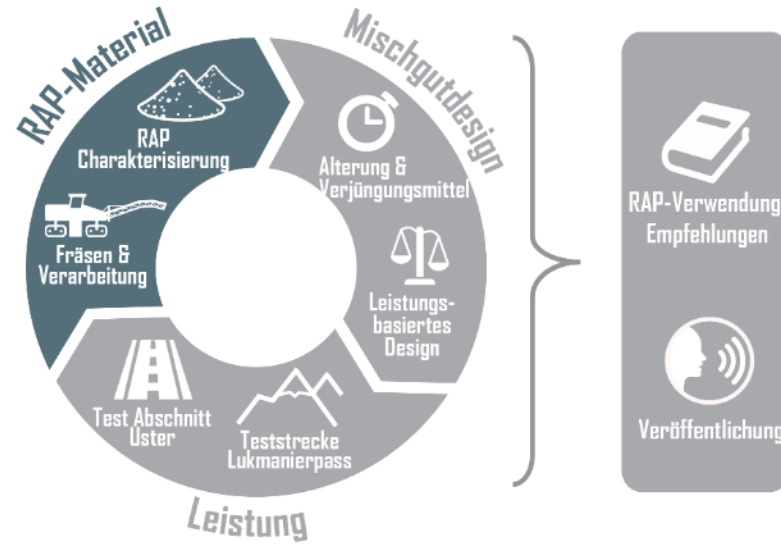 RAP-Material
RAP
Charakterisierung
Fräsen &
Verarbeitung
Mischgutdesign
Alterung &
Verjüngungsmittel
Leistungs-
basiertes
Design
Leistung
Test Abschnitt
Uster
Teststrecke
Lukmanierpass
RAP-Verwendung
Empfehlungen
Veröffentlichung